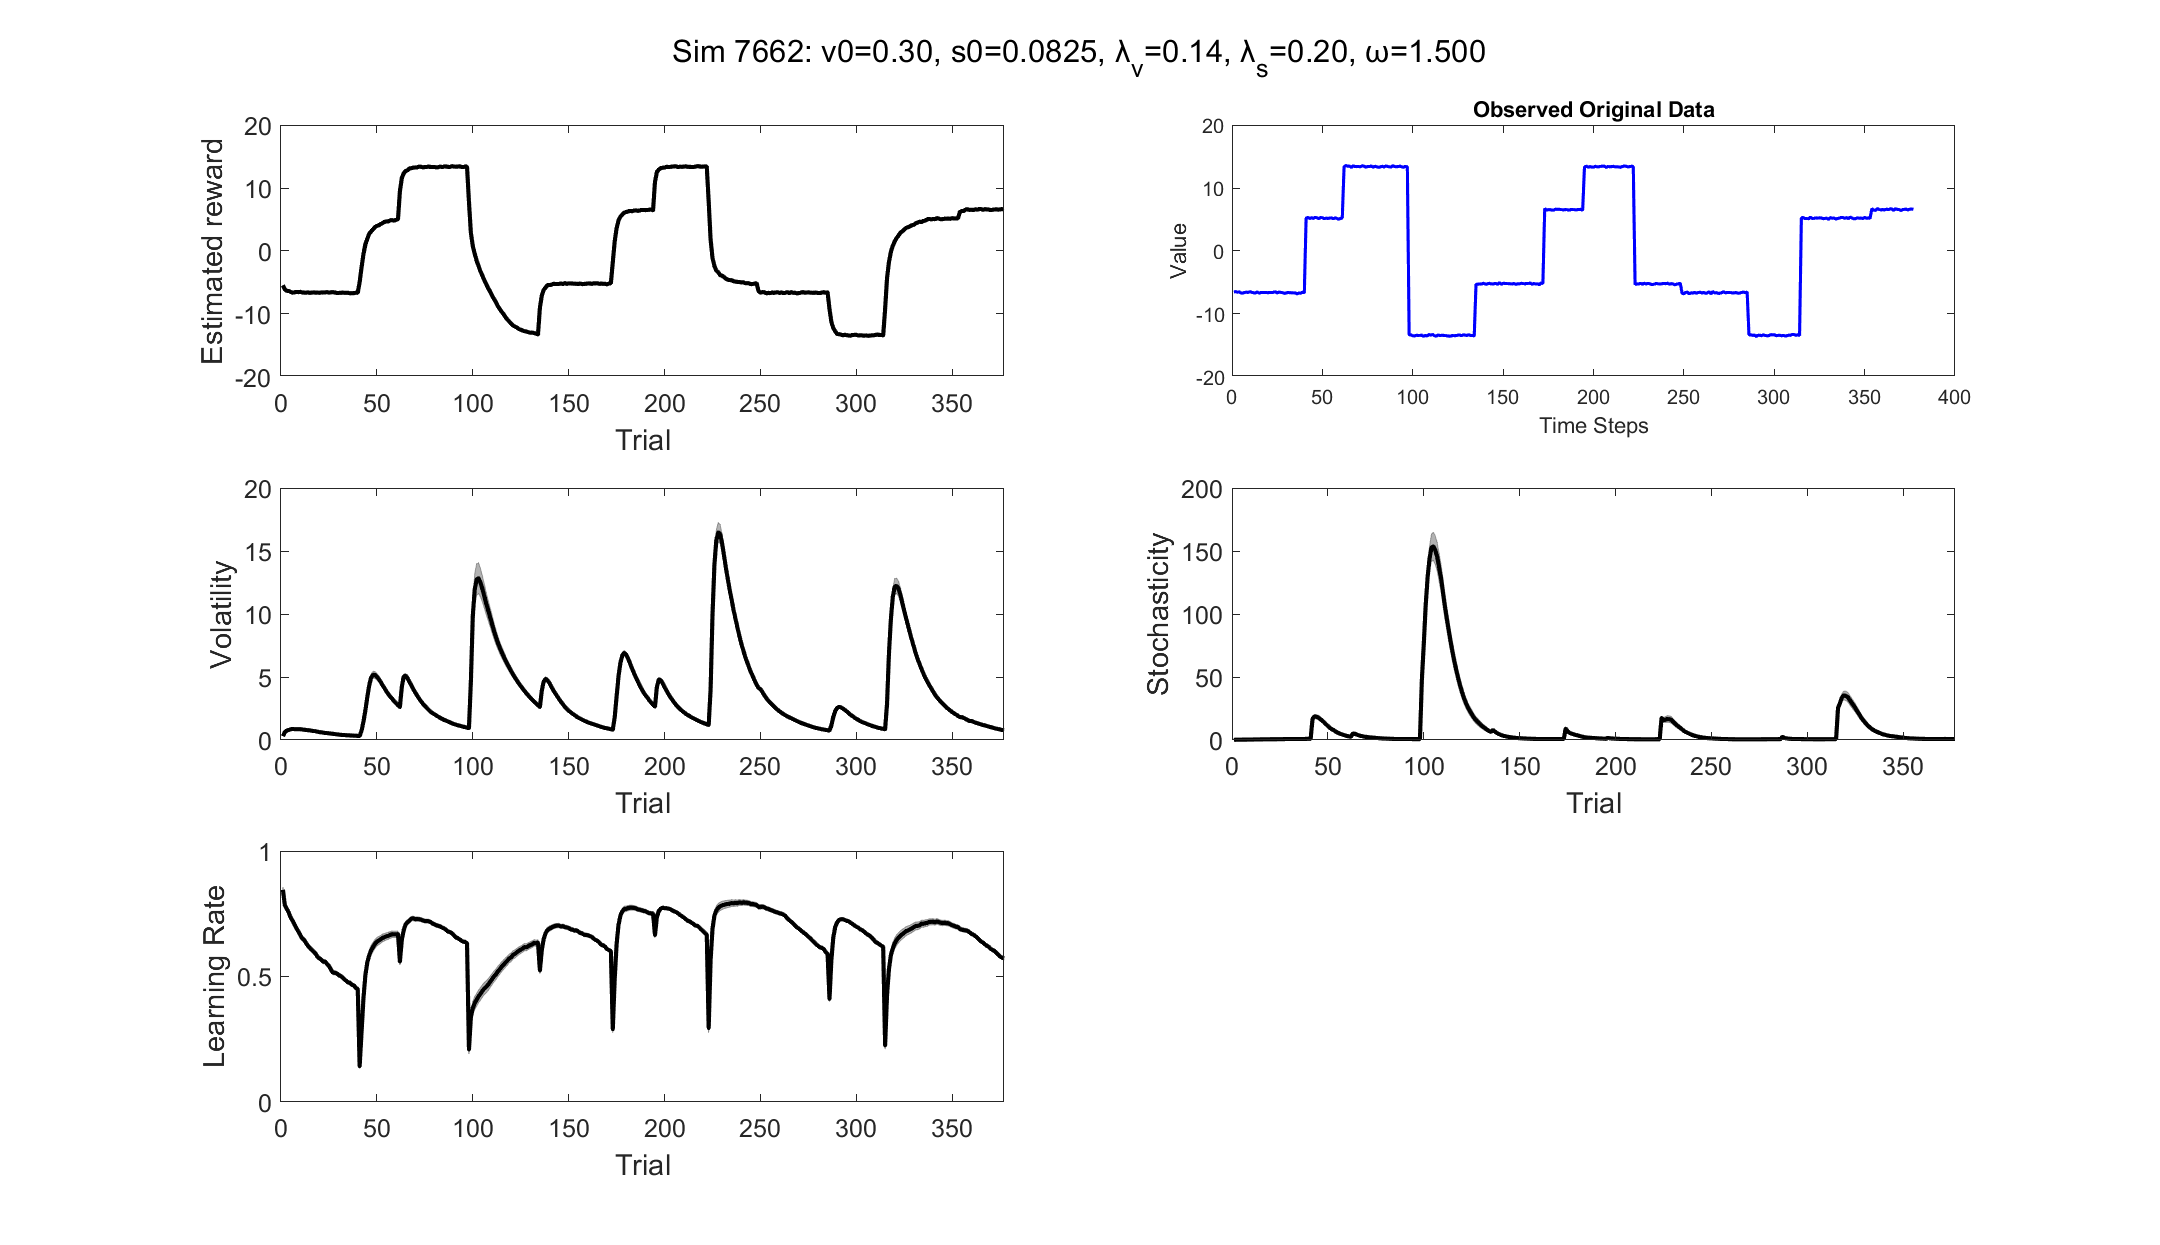 Sim 7662: v0=0.30, s0=0.0825, λv=0.14, λs=0.20, ω=1.500
20
10
0
-10
-20
Estimated reward
0 50 100 150 200 250 300 350
Trial
Observed Original Data
20
10
0
-10
-20
Value
0 50 100 150 200 250 300 350 400
Time Steps
20
15
10
5
0
Volatility
0 50 100 150 200 250 300 350
Trial
200
150
100
50
0
Stochasticity
0 50 100 150 200 250 300 350
Trial
1
0.5
0
Learning Rate
0 50 100 150 200 250 300 350
Trial